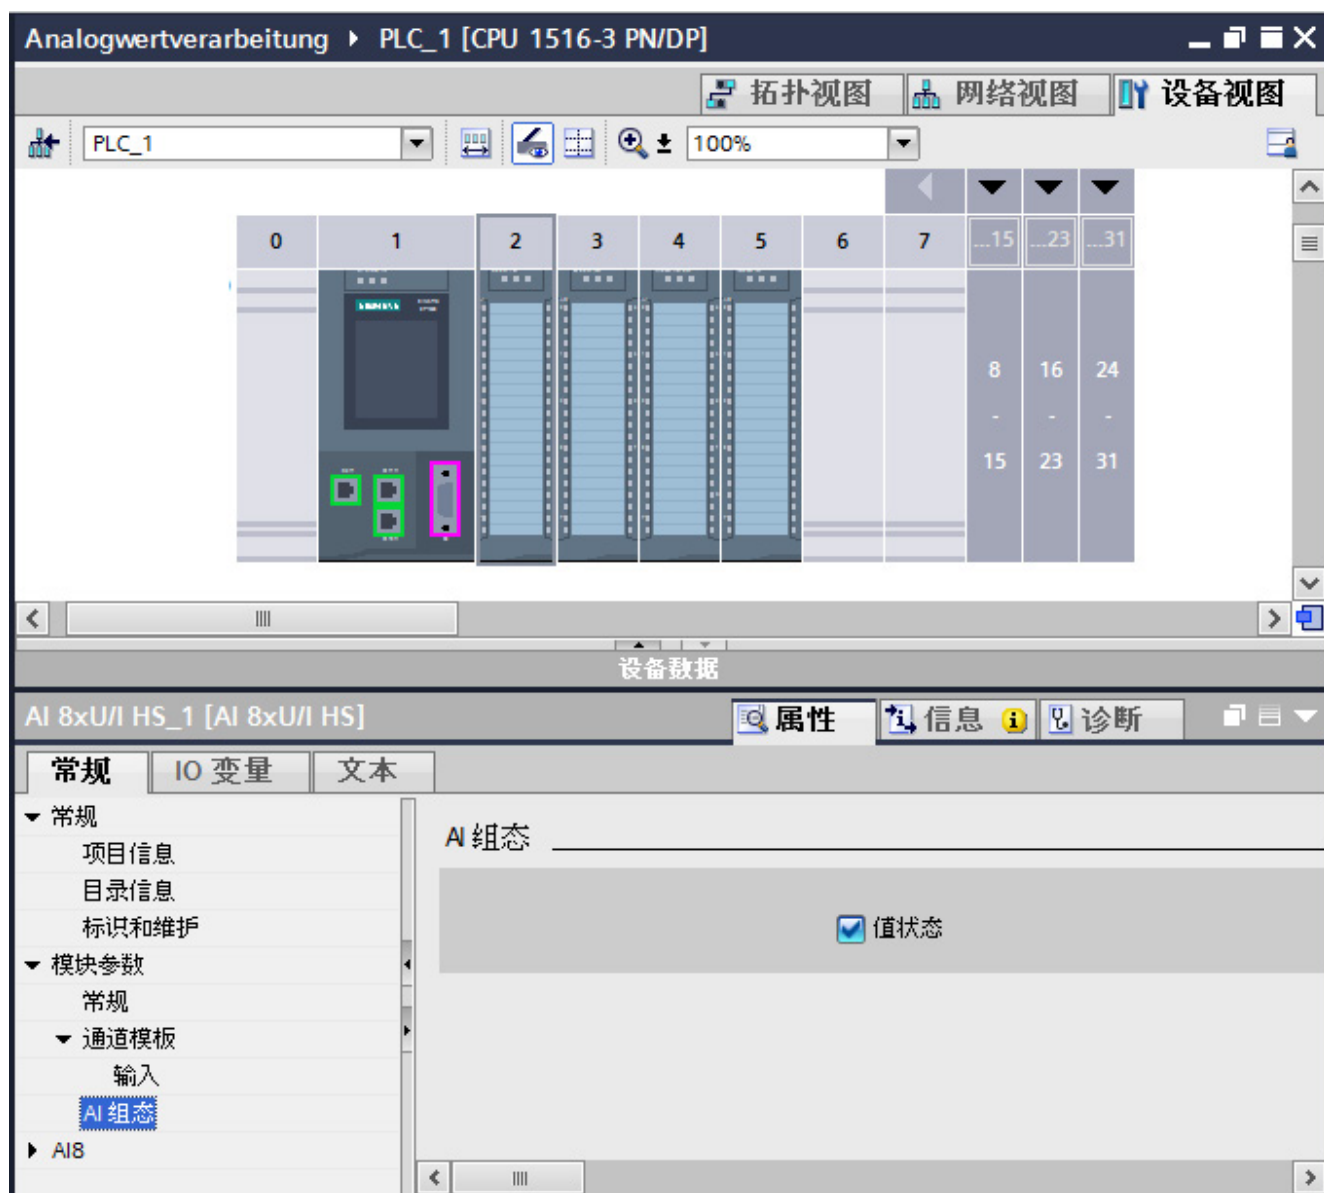 Analogwertverarbeitung ▸ PLC_1 [CPU 1516-3 PN/DP]
拓扑视图 网络视图 设备视图
PLC_1 100%
0 1 2 3 4 5 6 7 ...15 ...23 ...31
SIEMENS
8 16 24
- - -
15 23 31
设备数据
AI 8xU/I HS_1 [AI 8xU/I HS] 属性 信息 诊断
常规 IO 变量 文本
常规
项目信息
目录信息
标识和维护
模块参数
常规
通道模板
输入
AI 组态
AI8
AI 组态
值状态